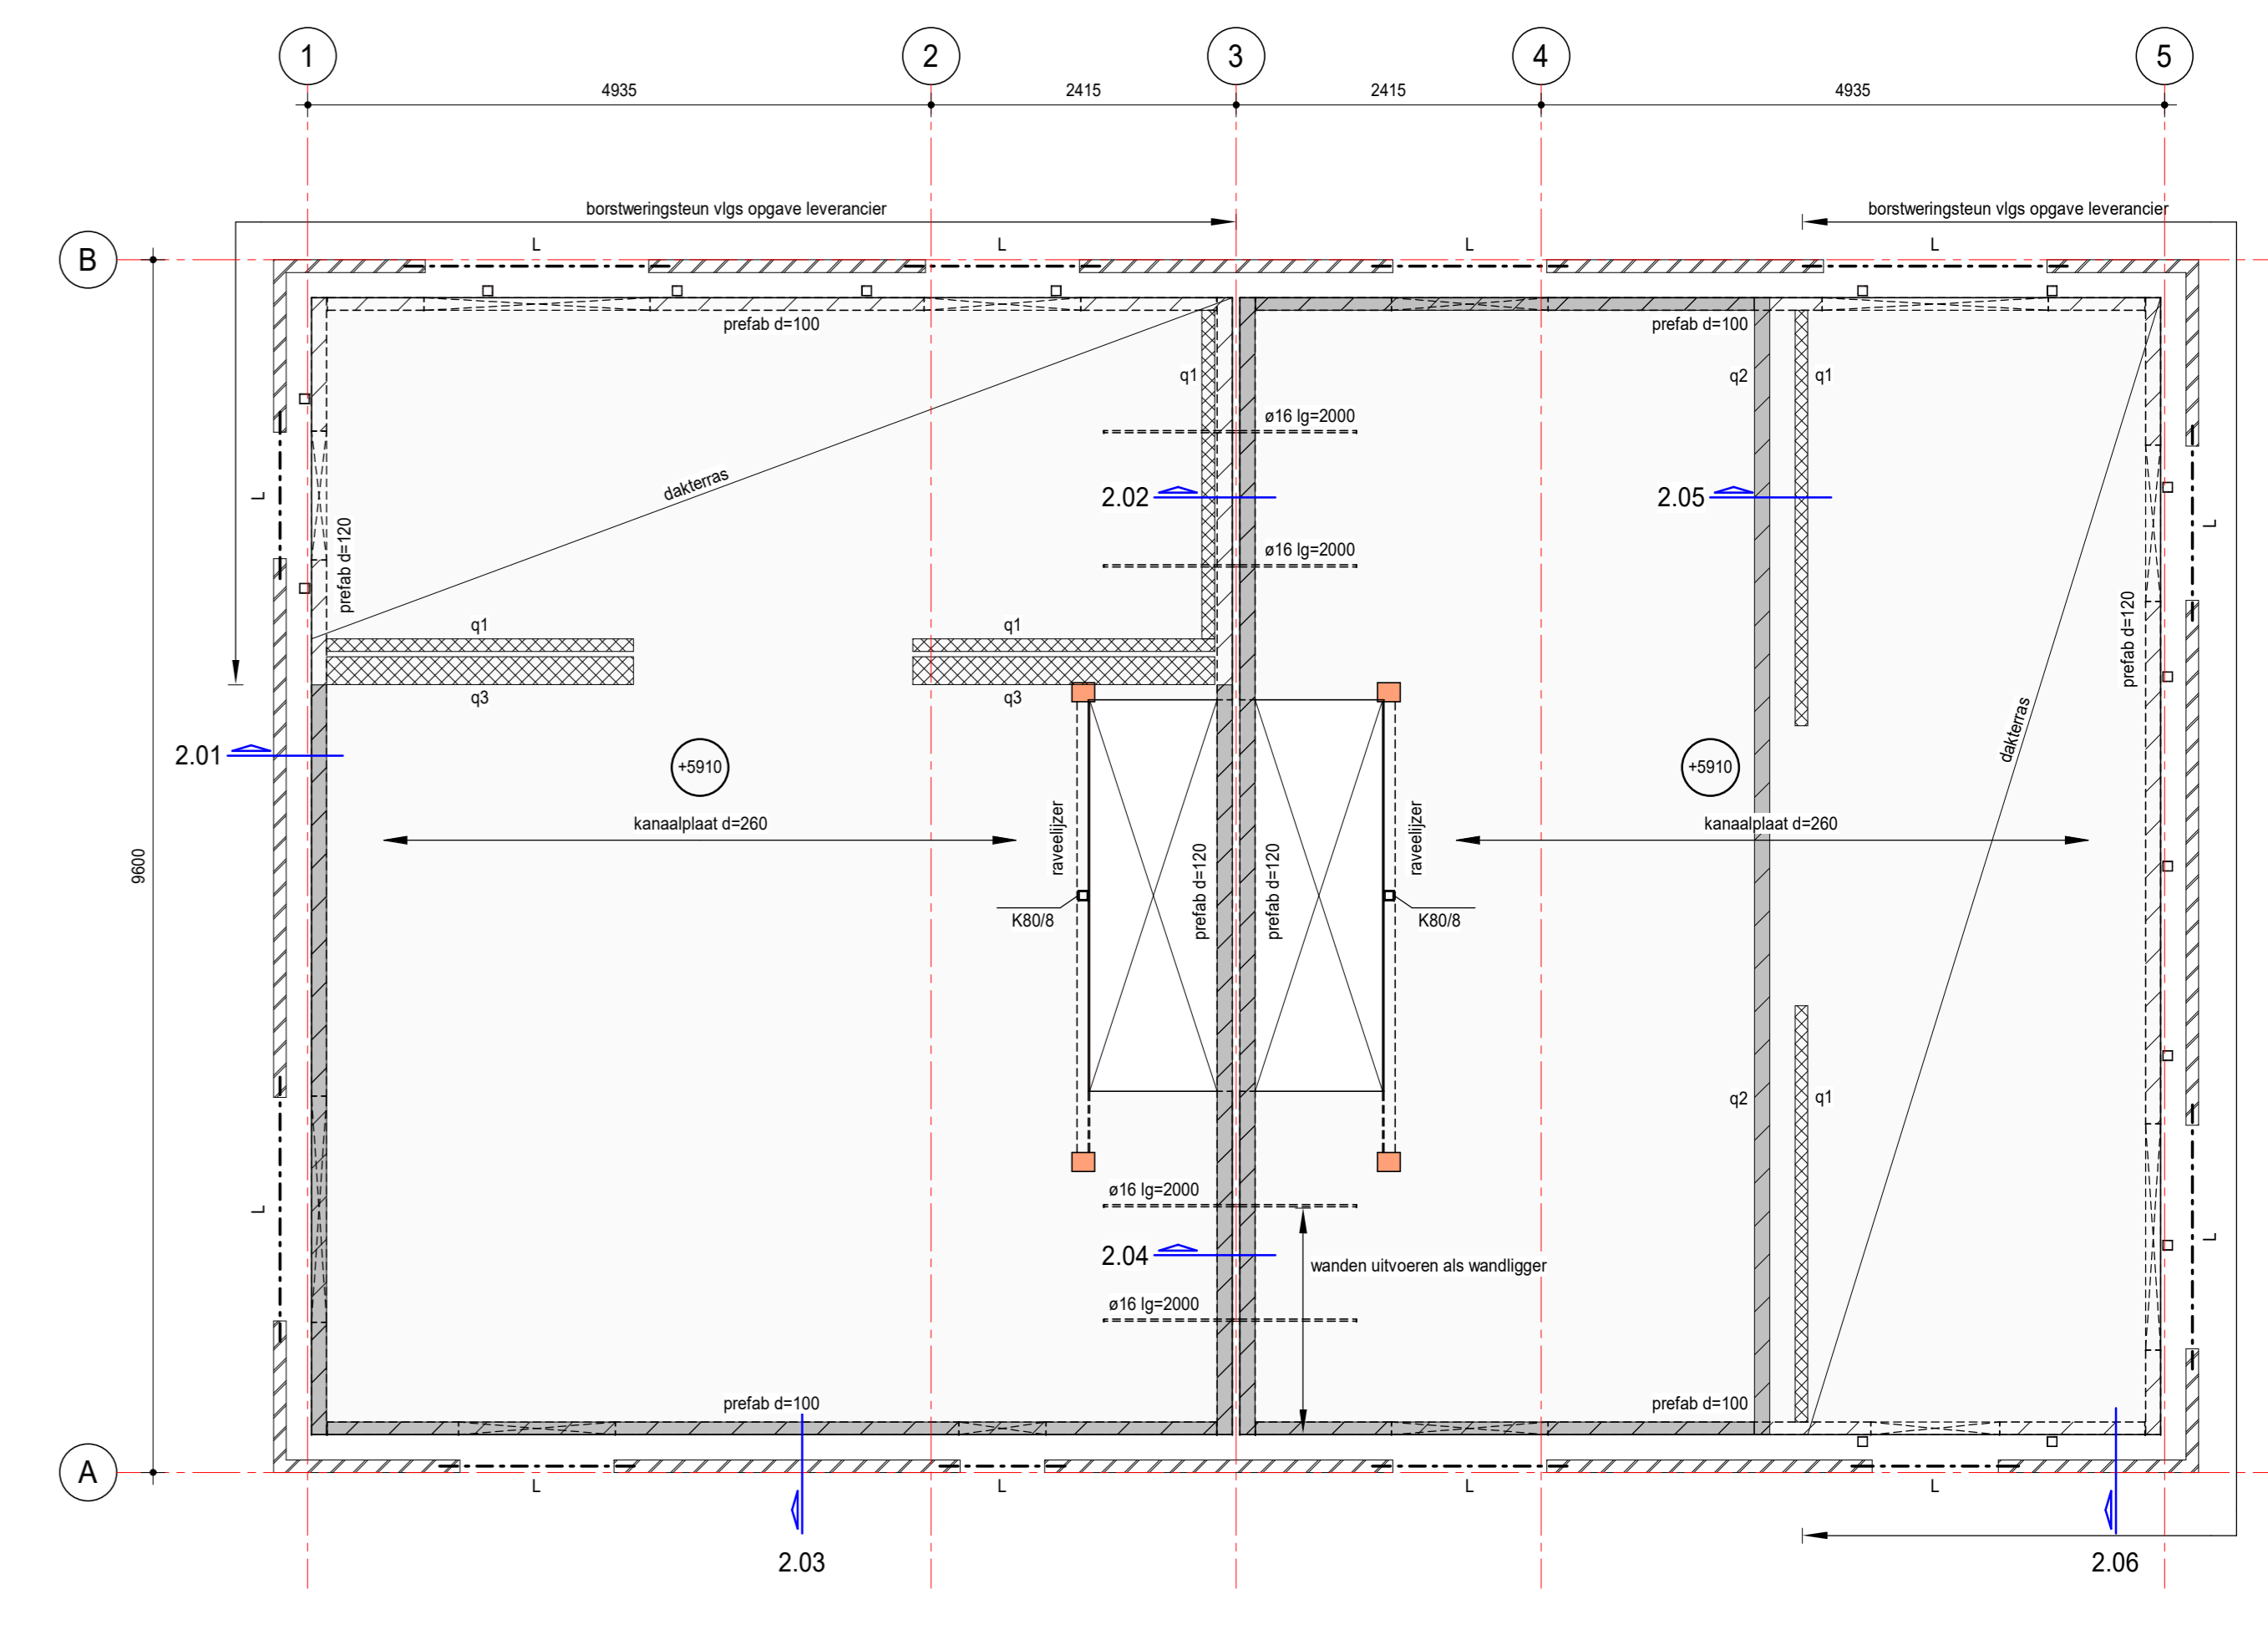 1
2
3
4
5
4935
2415
2415
4935
borstweringsteun vlgs opgave leverancier
borstweringsteun vlgs opgave leverancier
L
L
L
L
B
prefab d=100
prefab d=100
q1
q2
q1
ø16 lg=2000
dakterras
2.02
2.05
L
L
prefab d=120
ø16 lg=2000
q1
q1
prefab d=120
q3
q3
dakterras
2.01
+5910
+5910
kanaalplaat d=260
kanaalplaat d=260
raveelijzer
raveelijzer
9600
prefab d=120
prefab d=120
K80/8
K80/8
q2
q1
ø16 lg=2000
L
L
2.04
wanden uitvoeren als wandligger
ø16 lg=2000
prefab d=100
prefab d=100
A
L
L
L
L
2.03
2.06